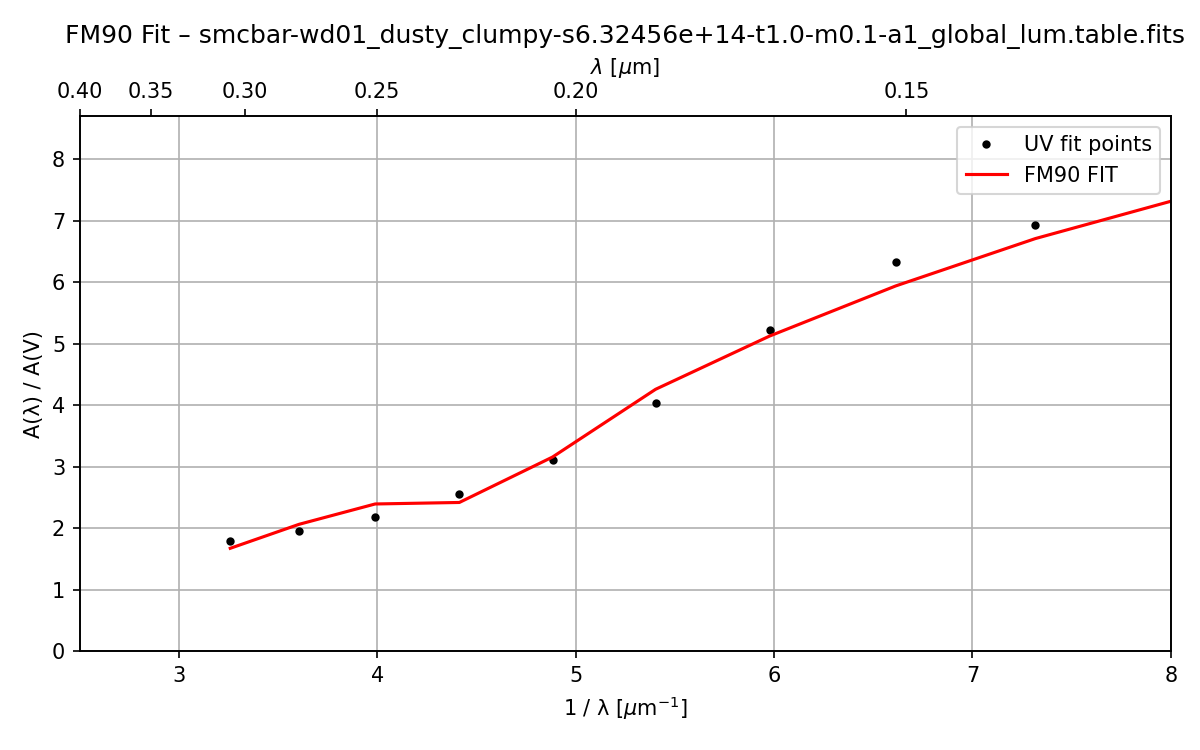 FM90 Fit – smcbar-wd01_dusty_clumpy-s6.32456e+14-t1.0-m0.1-a1_global_lum.table.fits
λ [μm]
0.40 0.35 0.30 0.25 0.20 0.15
UV fit points
FM90 FIT
8
7
6
5
4
3
2
1
0
A(λ) / A(V)
3 4 5 6 7 8
1 / λ [μm⁻¹]